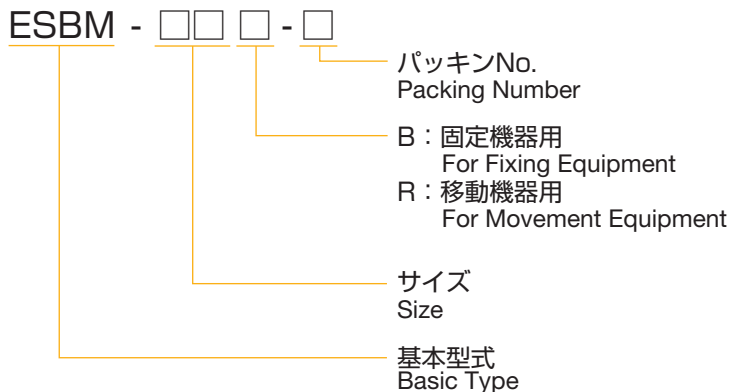 ESBM - □□ □ - □
パッキンNo.
Packing Number
B：固定機器用
For Fixing Equipment
R：移動機器用
For Movement Equipment
サイズ
Size
基本型式
Basic Type